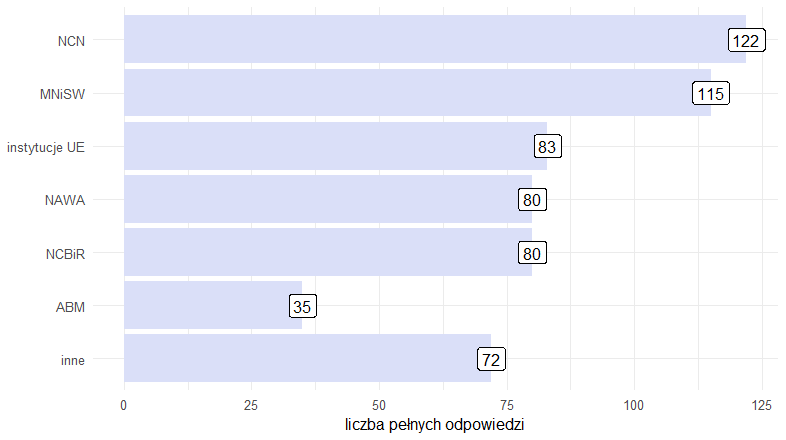 NCN 122
MNiSW 115
instytucje UE 83
NAWA 80
NCBiR 80
ABM 35
inne 72
0 25 50 75 100 125
liczba pełnych odpowiedzi